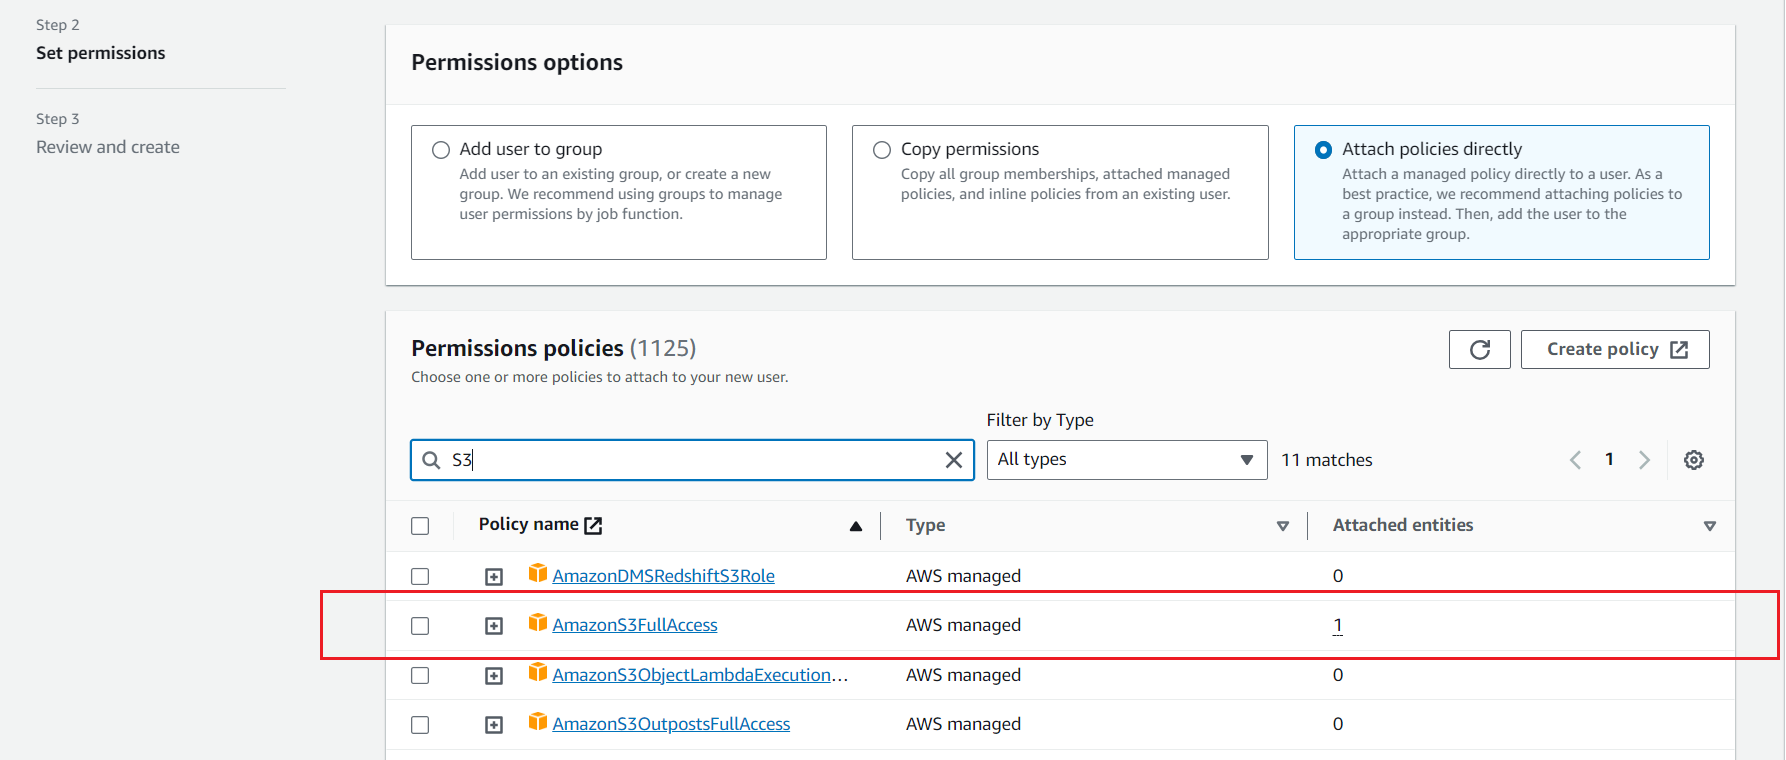 Step 2
Set permissions
Step 3
Review and create
Permissions options
Add user to group
Add user to an existing group, or create a new
group. We recommend using groups to manage
user permissions by job function.
Copy permissions
Copy all group memberships, attached managed
policies, and inline policies from an existing user.
Attach policies directly
Attach a managed policy directly to a user. As a
best practice, we recommend attaching policies to
a group instead. Then, add the user to the
appropriate group.
Permissions policies (1125)
Choose one or more policies to attach to your new user.
Create policy
Filter by Type
S3
All types
11 matches
1
Policy name
Type
Attached entities
AmazonDMSRedshiftS3Role AWS managed 0
AmazonS3FullAccess AWS managed 1
AmazonS3ObjectLambdaExecution... AWS managed 0
AmazonS3OutpostsFullAccess AWS managed 0